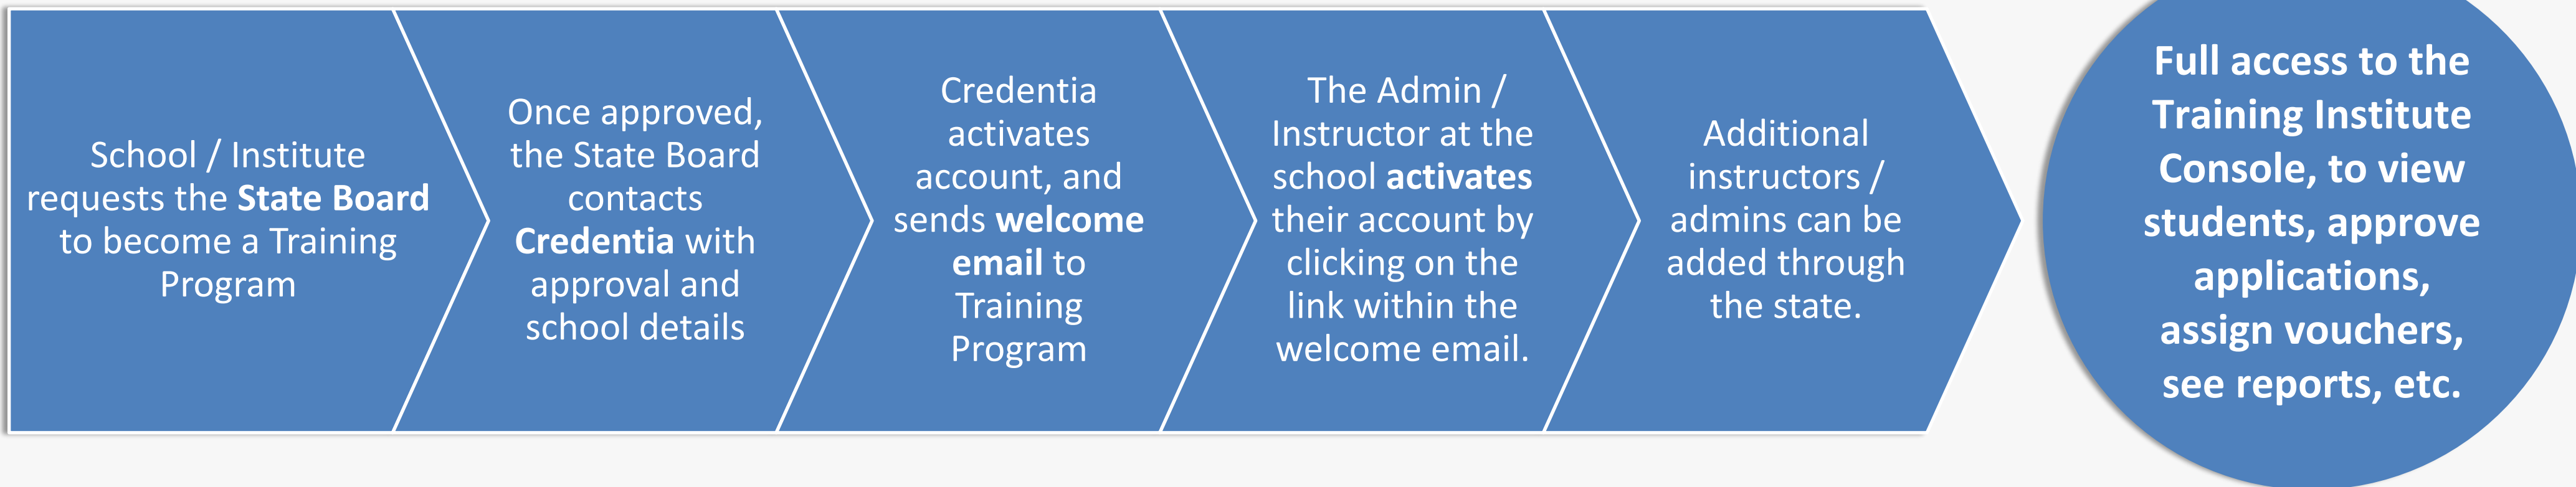 School / Institute
requests the State Board
to become a Training
Program
Once approved,
the State Board
contacts
Credentia with
approval and
school details
Credentia
activates
account, and
sends welcome
email to
Training
Program
The Admin /
Instructor at the
school activates
their account by
clicking on the
link within the
welcome email.
Additional
instructors /
admins can be
added through
the state.
Full access to the
Training Institute
Console, to view
students, approve
applications,
assign vouchers,
see reports, etc.